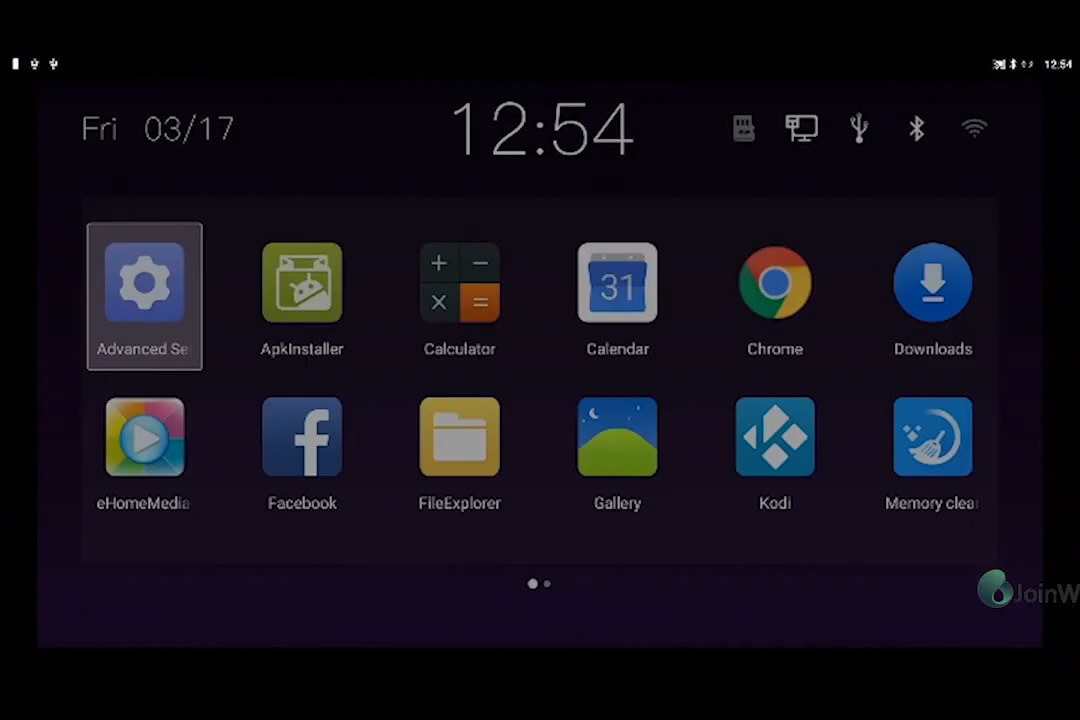 12:54
Fri 03/17
12:54
Advanced Se
ApkInstaller
+ −
× =
Calculator
31
Calendar
Chrome
Downloads
eHomeMedia
f
Facebook
FileExplorer
Gallery
Kodi
Memory clea
JoinW